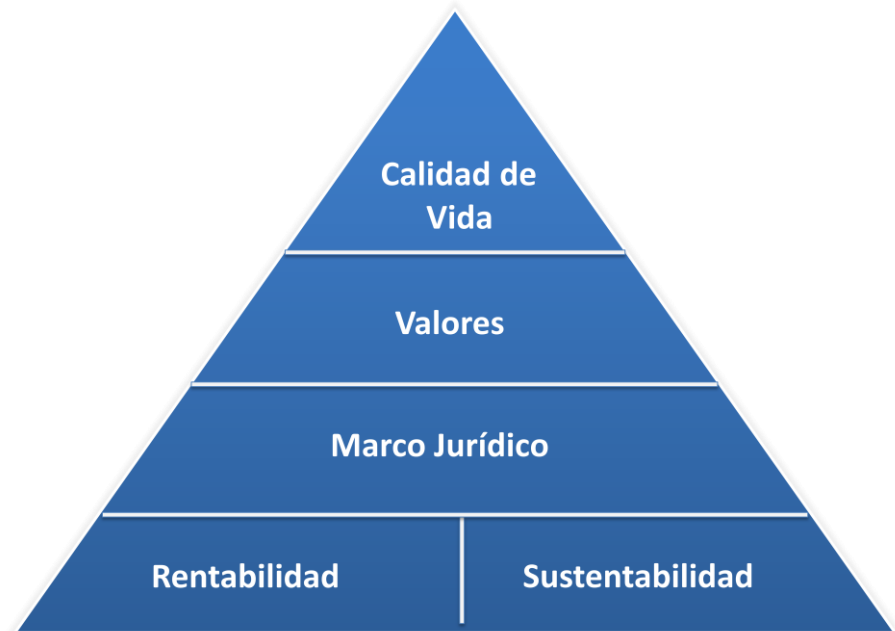 Calidad de
Vida
Valores
Marco Jurídico
Rentabilidad
Sustentabilidad